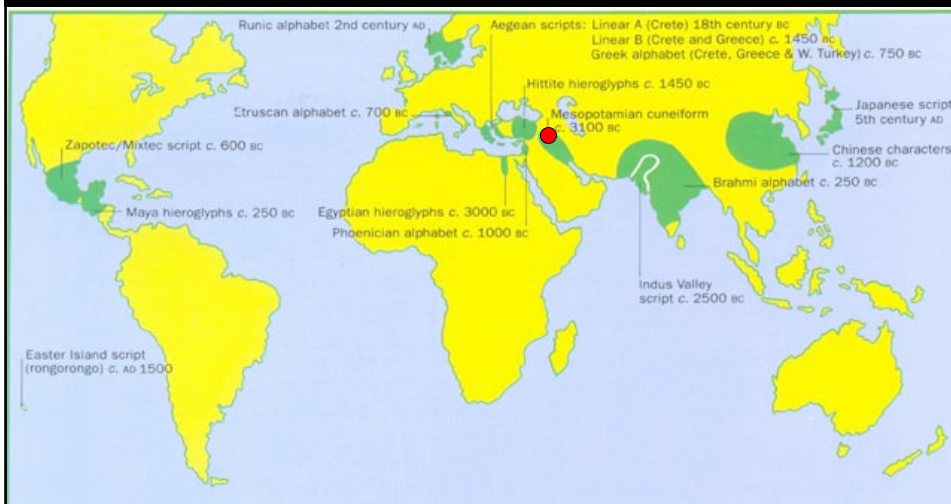 Runic alphabet 2nd century AD
Aegean scripts: Linear A (Crete) 18th century BC
Linear B (Crete and Greece) c. 1450 BC
Greek alphabet (Crete, Greece & W. Turkey) c. 750 BC
Hittite hieroglyphs c. 1450 BC
Etruscan alphabet c. 700 BC
Mesopotamian cuneiform
c. 3100 BC
Japanese script
5th century AD
Zapotec/Mixtec script c. 600 BC
Chinese characters
c. 1200 BC
Brahmi alphabet c. 250 BC
Maya hieroglyphs c. 250 BC
Egyptian hieroglyphs c. 3000 BC
Phoenician alphabet c. 1000 BC
Indus Valley
script c. 2500 BC
Easter Island script
(rongorongo) c. AD 1500